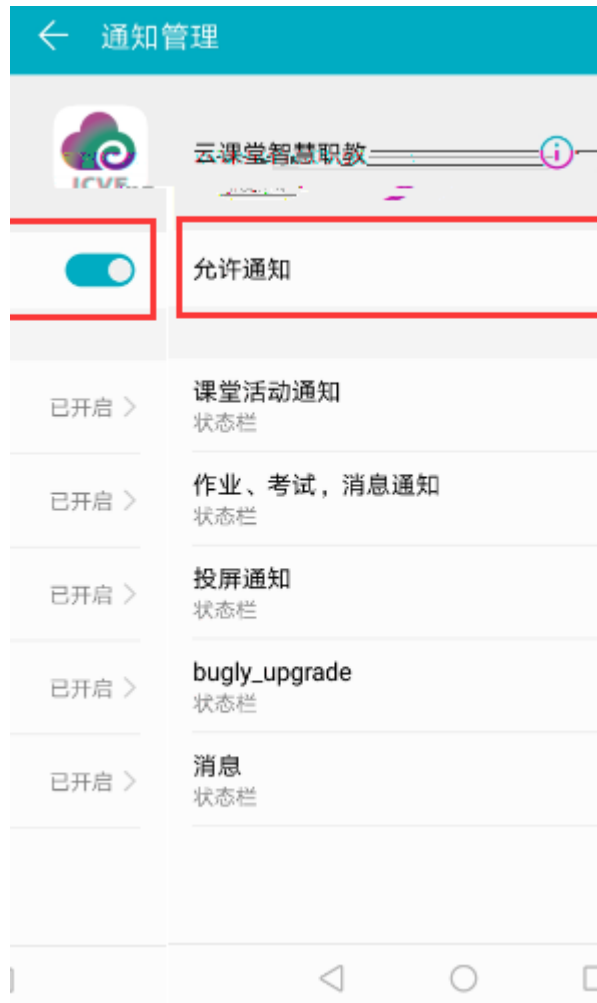 通知管理
云课堂智慧职教
允许通知
已开启 课堂活动通知
状态栏
已开启 作业、考试，消息通知
状态栏
已开启 投屏通知
状态栏
已开启 bugly_upgrade
状态栏
已开启 消息
状态栏